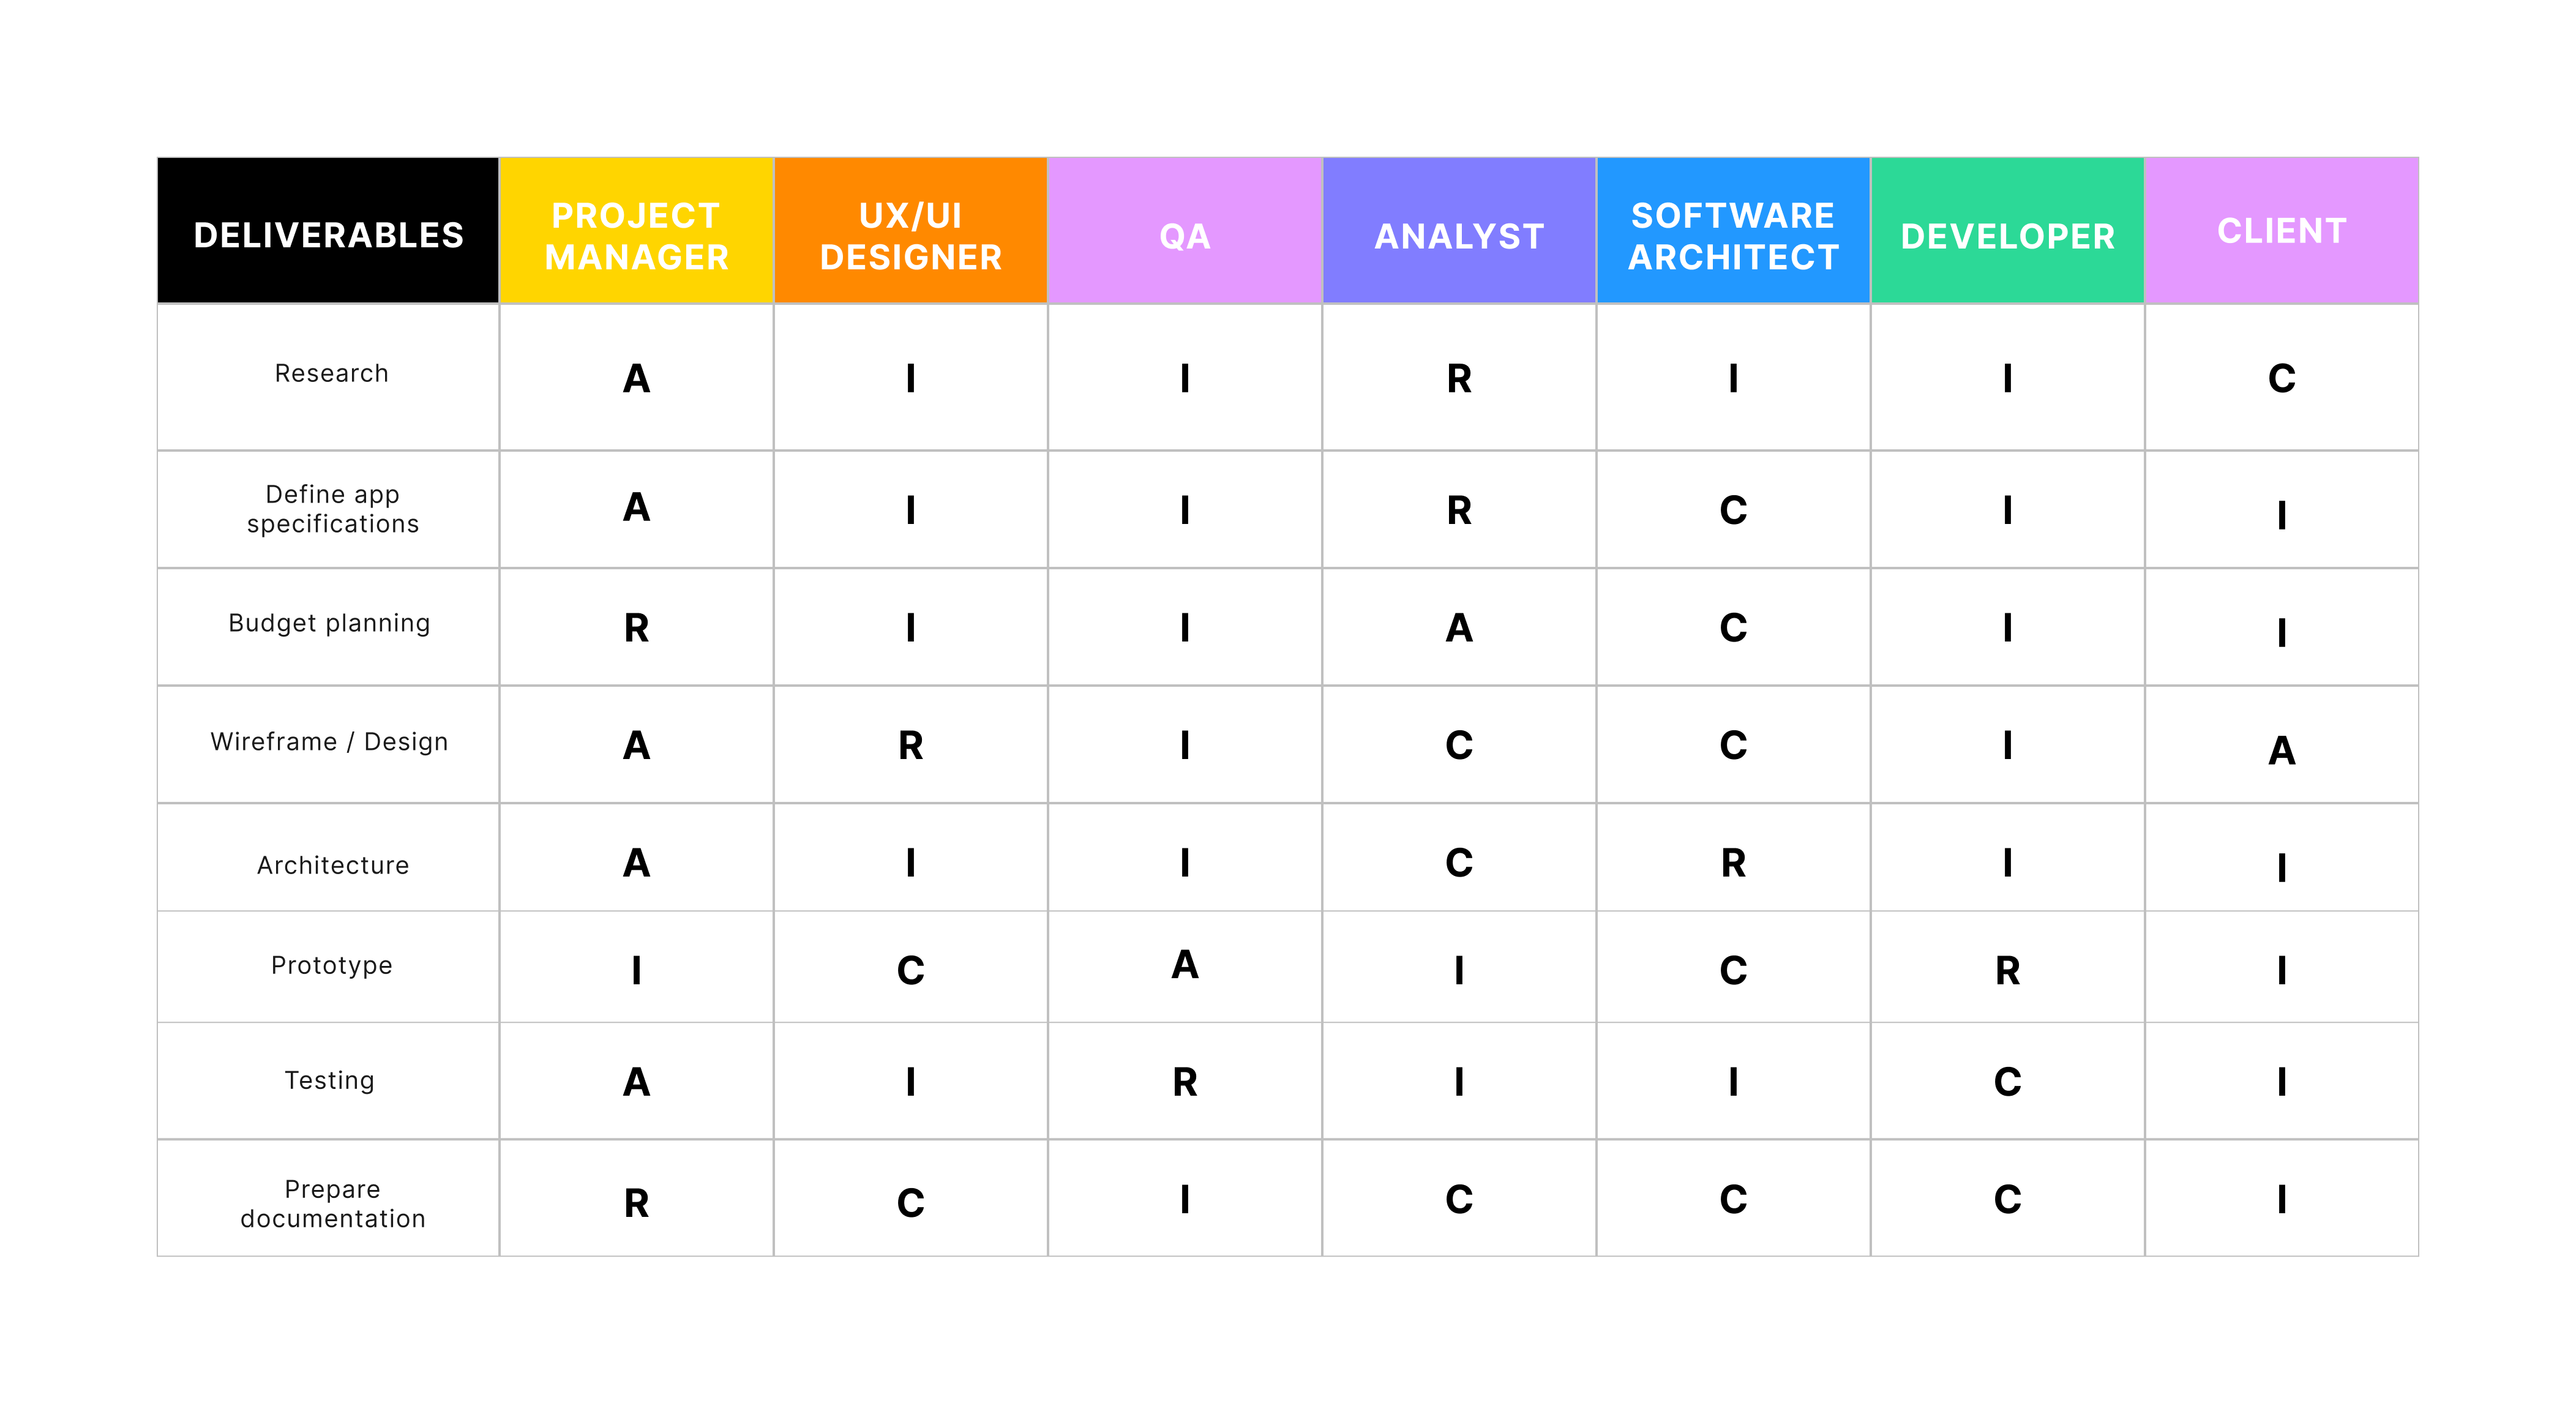 DELIVERABLES PROJECT MANAGER UX/UI DESIGNER QA ANALYST SOFTWARE ARCHITECT DEVELOPER CLIENT
Research A I I R I I C
Define app specifications A I I R C I I
Budget planning R I I A C I I
Wireframe / Design A R I C C I A
Architecture A I I C R I I
Prototype I C A I C R I
Testing A I R I I C I
Prepare documentation R C I C C C I